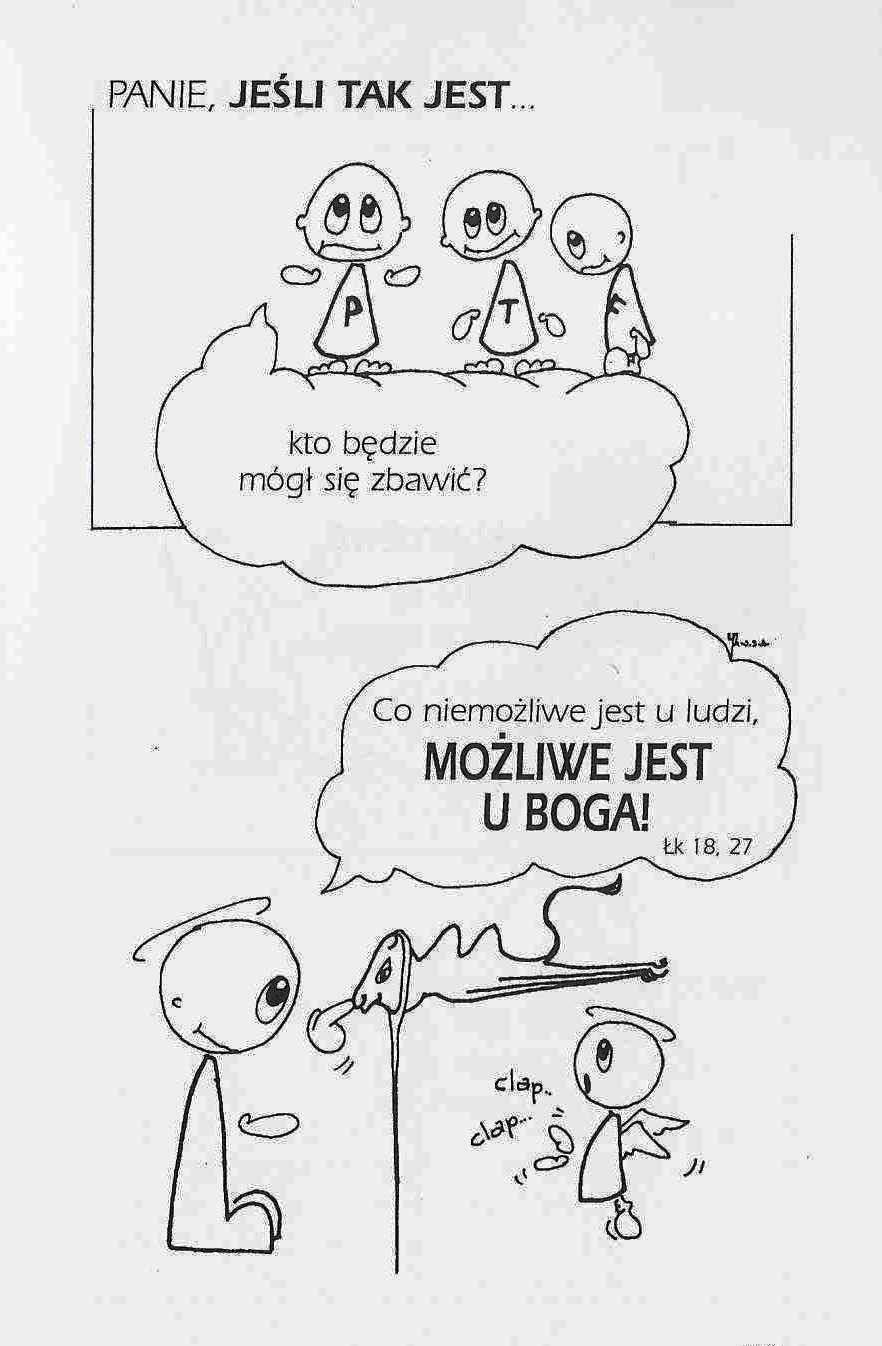 PANIE, JEŚLI TAK JEST...
P T F
kto będzie
mógł się zbawić?
Co niemożliwe jest u ludzi,
MOŻLIWE JEST
U BOGA!
Łk 18, 27
clap..
clap...